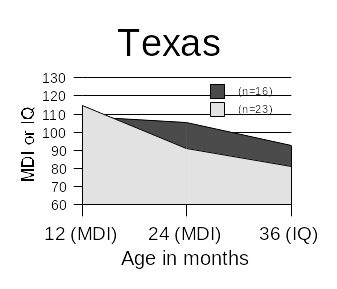 Texas
130
120
110
100
90
80
70
60
(n=16)
(n=23)
MDI or IQ
12 (MDI) 24 (MDI) 36 (IQ)
Age in months